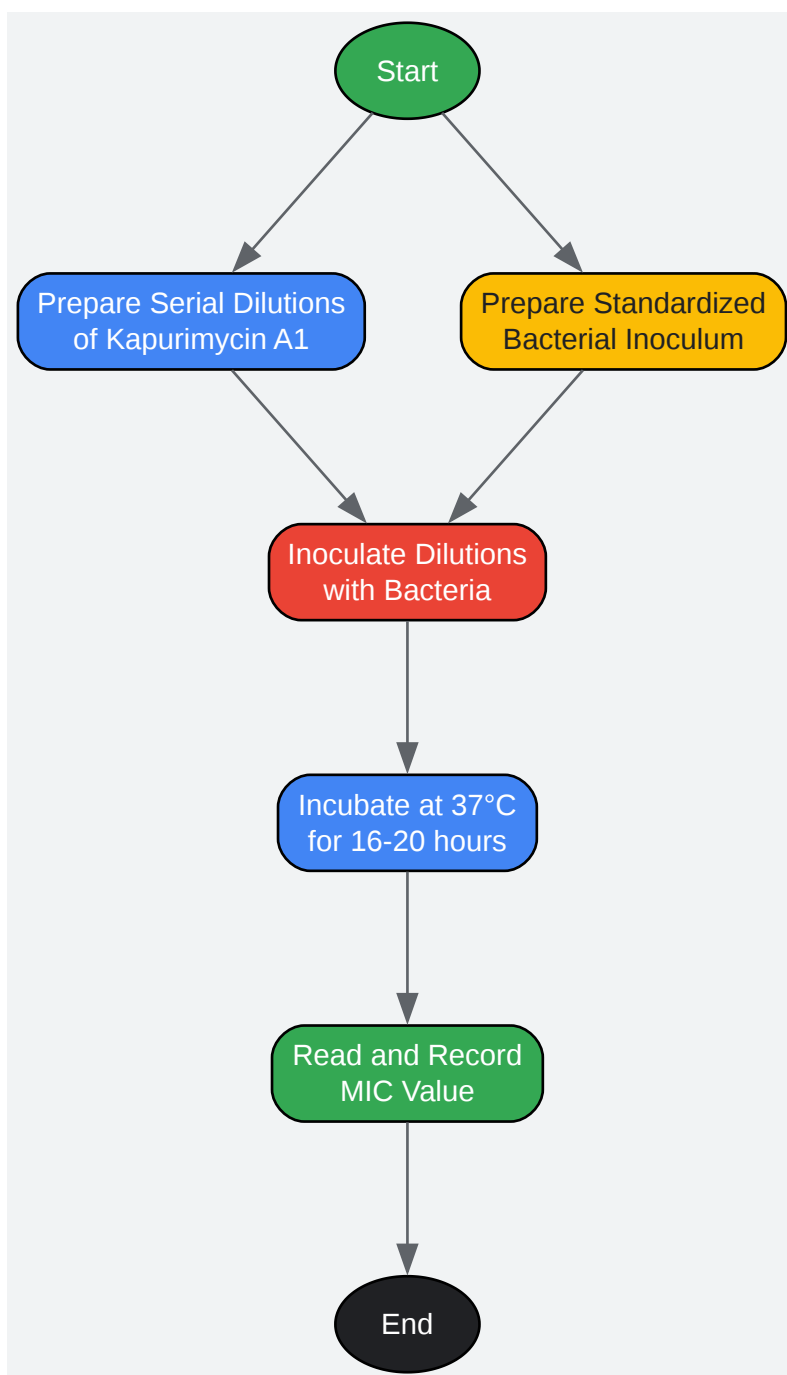 Start
Prepare Serial Dilutions
of Kapurimycin A1
Prepare Standardized
Bacterial Inoculum
Inoculate Dilutions
with Bacteria
Incubate at 37°C
for 16-20 hours
Read and Record
MIC Value
End